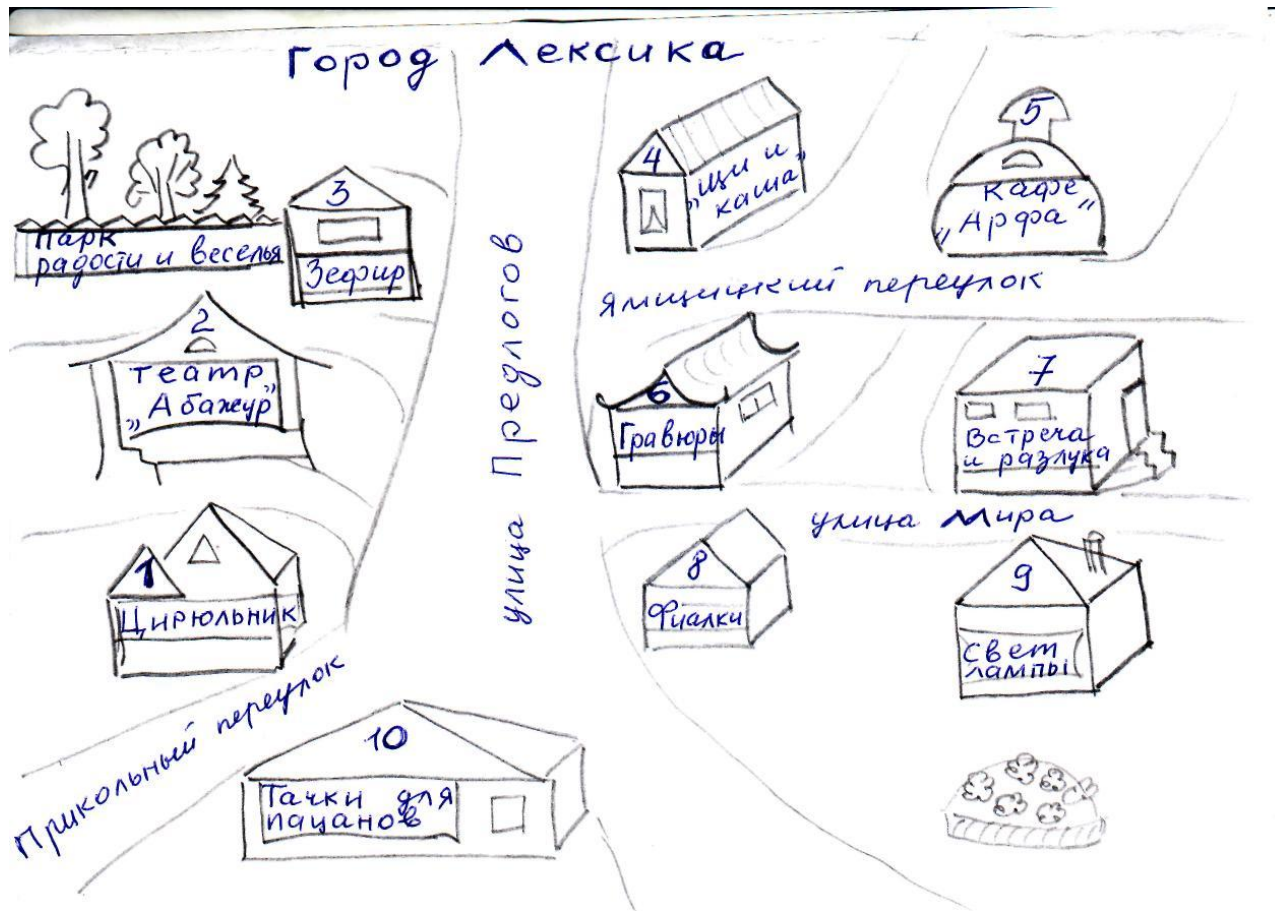 Город Лексика
4
„Щи и
каша"
5
Кафе
„Арфа"
3
Парк
радости и веселья
Зефир
улица Предлогов
Ямщицкий переулок
2
Театр
„Абажур"
6
Гравюры
7
Встреча
и разлука
улица Мира
1
Цирюльник
8
Фиалки
9
Свет
лампы
Прикольный переулок
10
Тачки для
пацанов